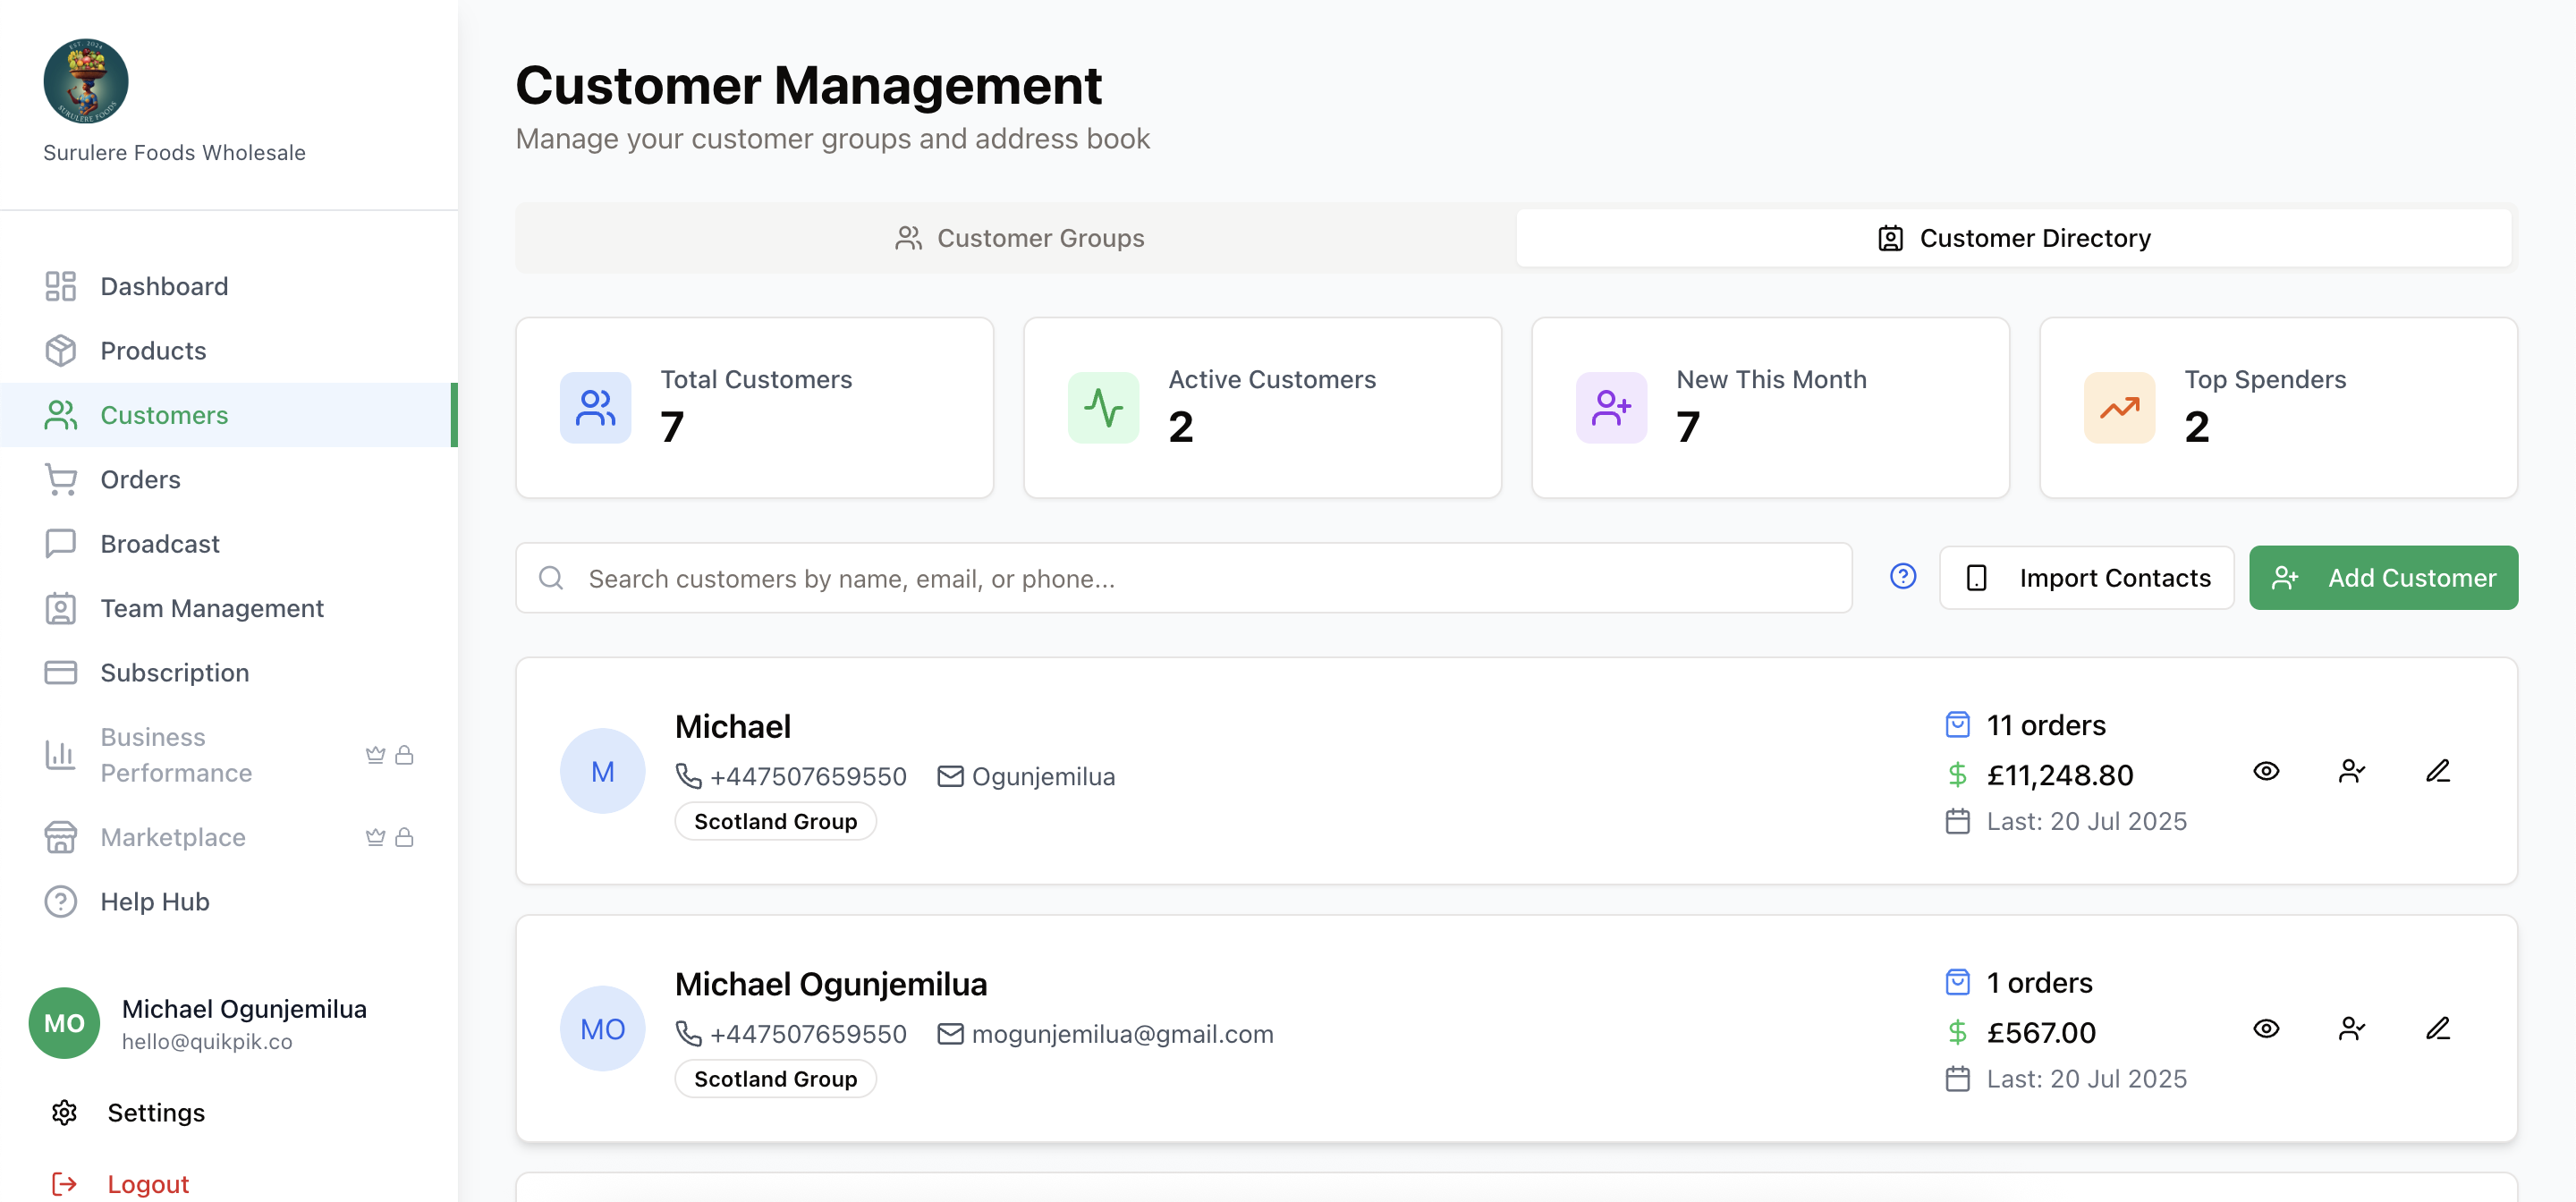 EST. 2024
SURULERE FOODS
Surulere Foods Wholesale
Dashboard
Products
Customers
Orders
Broadcast
Team Management
Subscription
Business
Performance
Marketplace
Help Hub
MO
Michael Ogunjemilua
hello@quikpik.co
Settings
Logout
Customer Management
Manage your customer groups and address book
Customer Groups
Customer Directory
Total Customers
7
Active Customers
2
New This Month
7
Top Spenders
2
Search customers by name, email, or phone...
Import Contacts
Add Customer
M
Michael
+447507659550 Ogunjemilua
Scotland Group
11 orders
£11,248.80
Last: 20 Jul 2025
MO
Michael Ogunjemilua
+447507659550 mogunjemilua@gmail.com
Scotland Group
1 orders
£567.00
Last: 20 Jul 2025